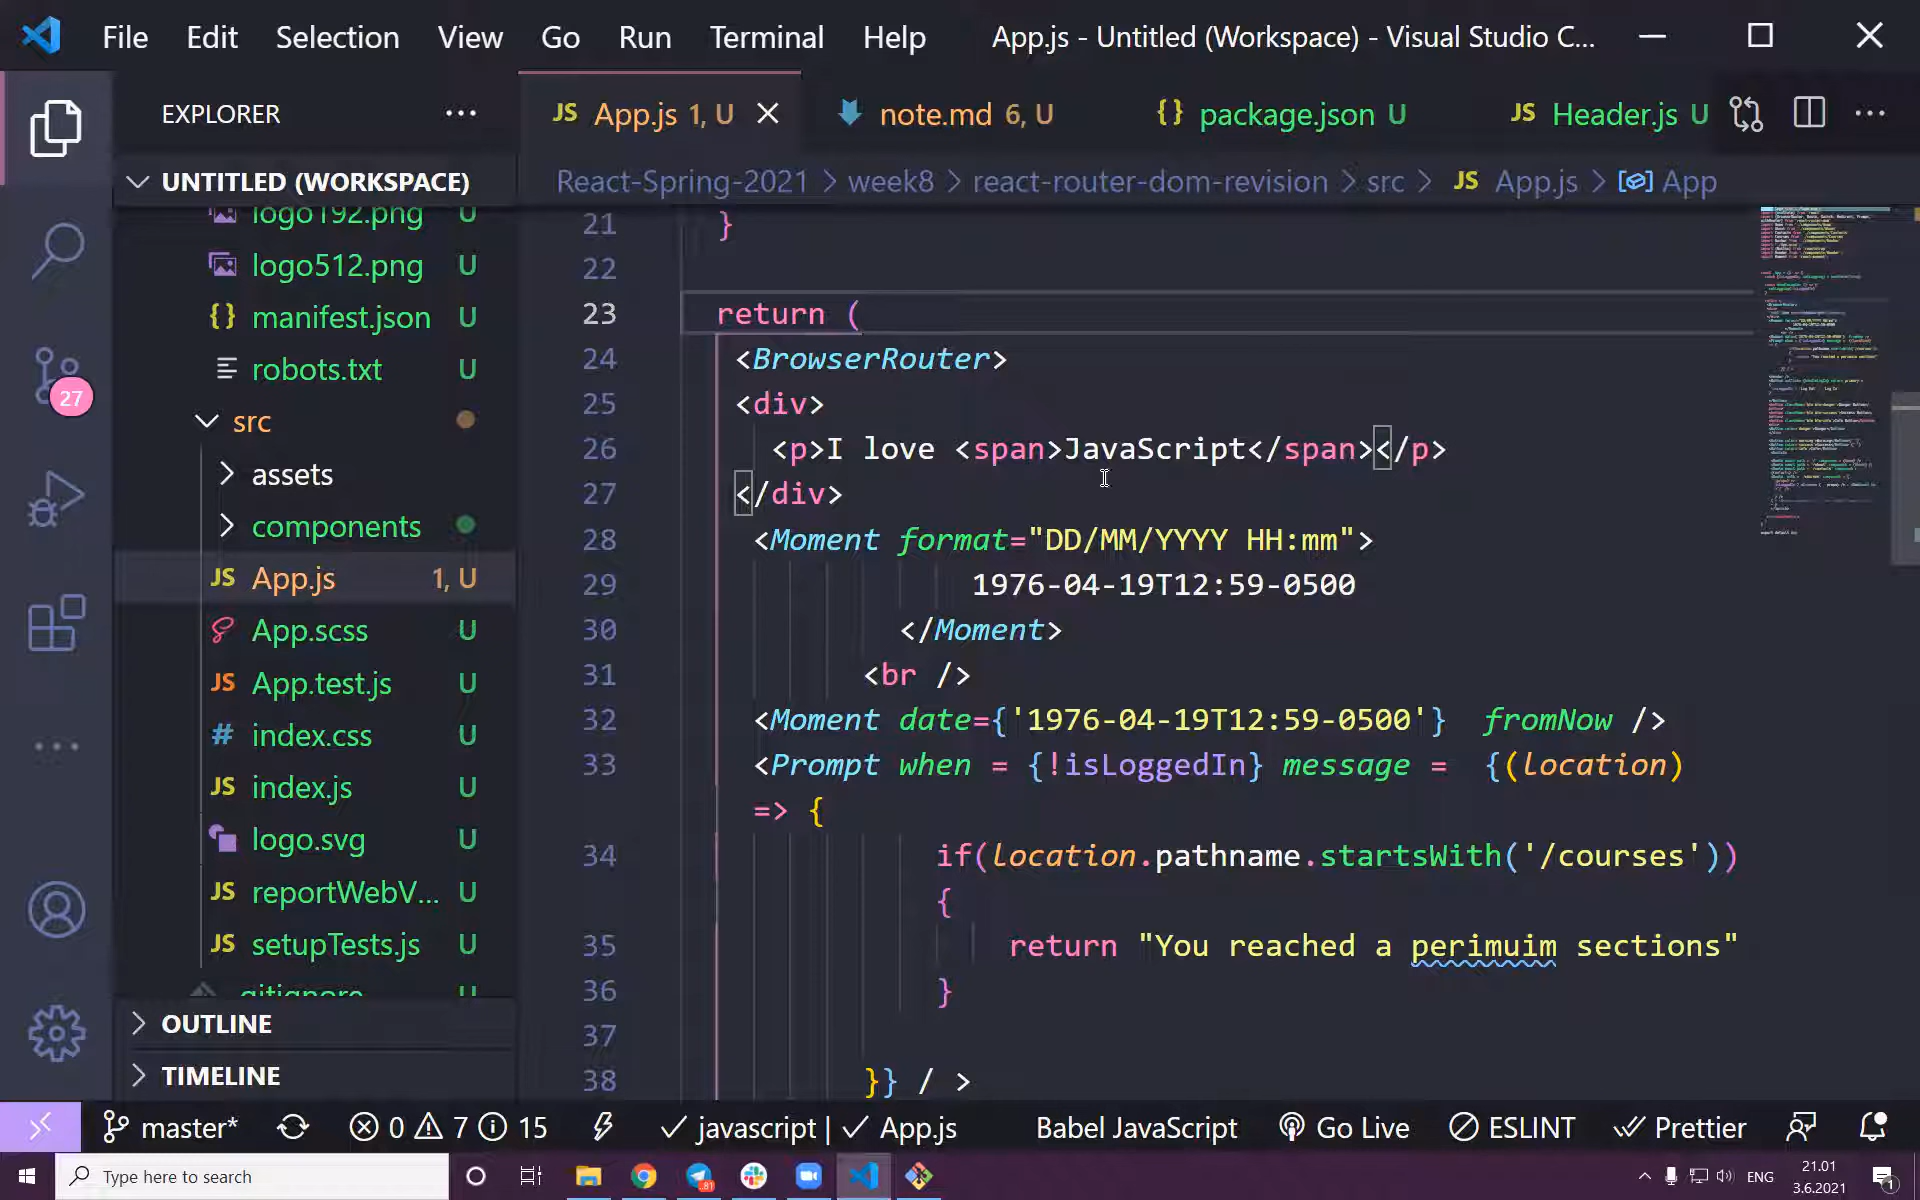 File Edit Selection View Go Run Terminal Help App.js - Untitled (Workspace) - Visual Studio C...
EXPLORER
JS App.js 1, U
note.md 6, U
{} package.json U
JS Header.js U
UNTITLED (WORKSPACE)
React-Spring-2021 > week8 > react-router-dom-revision > src > JS App.js > App
logo192.png U
logo512.png U
{} manifest.json U
robots.txt U
src
assets
components
JS App.js 1, U
App.scss U
JS App.test.js U
# index.css U
JS index.js U
logo.svg U
JS reportWebV... U
JS setupTests.js U
.gitignore U
OUTLINE
TIMELINE
27
21 }
22
23 return (
24 <BrowserRouter>
25 <div>
26 <p>I love <span>JavaScript</span></p>
27 </div>
28 <Moment format="DD/MM/YYYY HH:mm">
29 1976-04-19T12:59-0500
30 </Moment>
31 <br />
32 <Moment date={'1976-04-19T12:59-0500'} fromNow />
33 <Prompt when = {!isLoggedIn} message = {(location)
=> {
34 if(location.pathname.startsWith('/courses'))
{
35 return "You reached a perimuim sections"
36 }
37
38 }} / >
master* 0 7 15 javascript | App.js Babel JavaScript Go Live ESLINT Prettier
Type here to search
81
ENG
21.01
3.6.2021
1